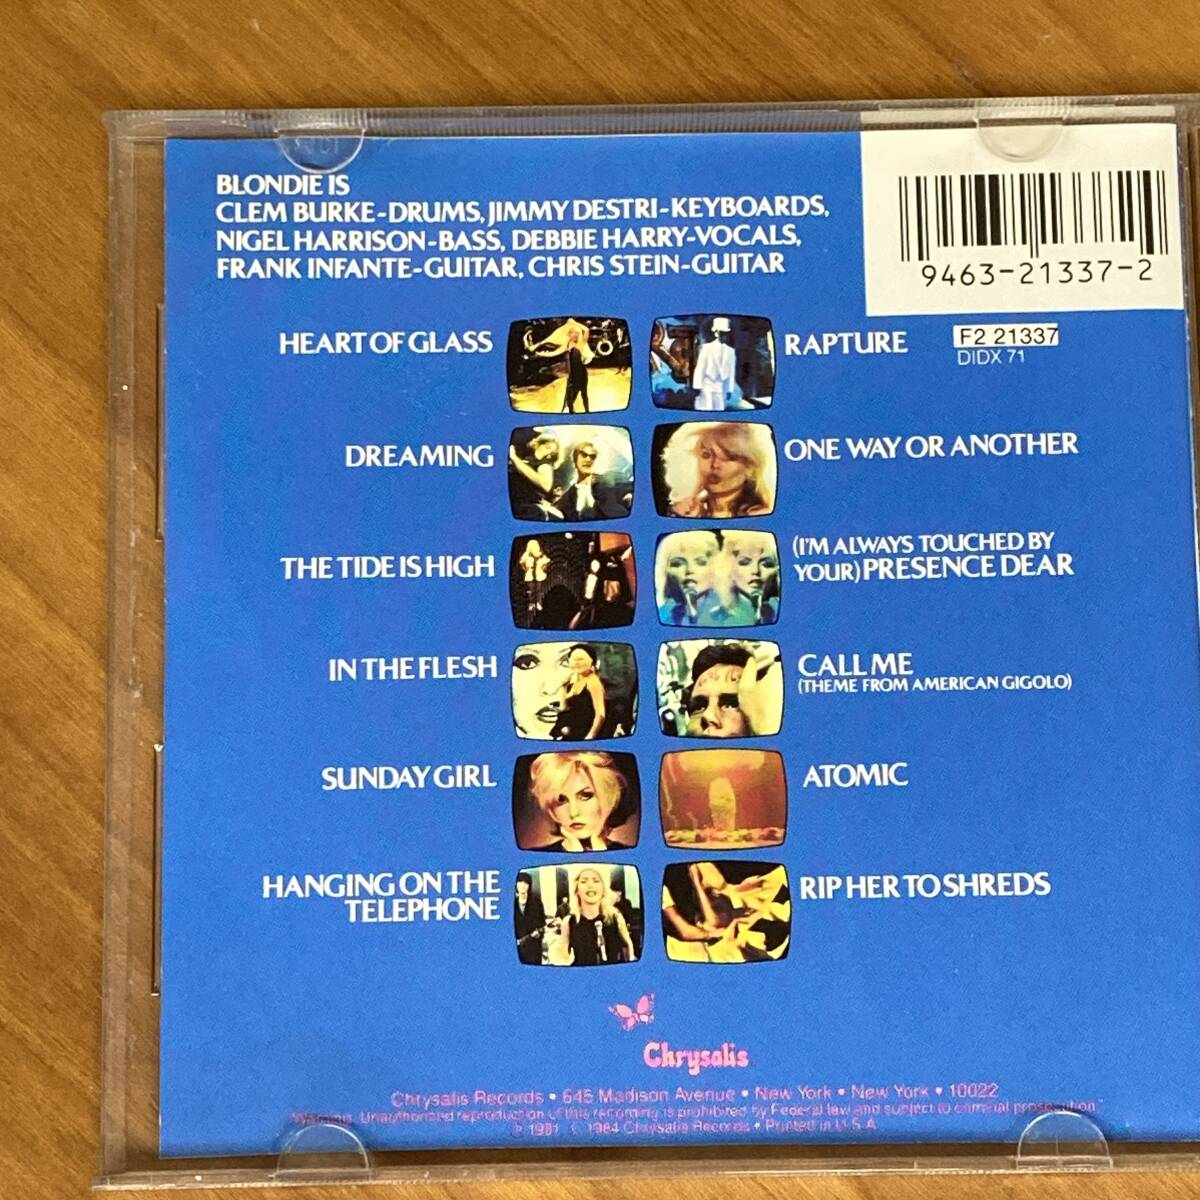 BLONDIE IS
CLEM BURKE-DRUMS, JIMMY DESTRI-KEYBOARDS,
NIGEL HARRISON-BASS, DEBBIE HARRY-VOCALS,
FRANK INFANTE-GUITAR, CHRIS STEIN-GUITAR
9463-21337-2
F2 21337
DIDX 71
HEART OF GLASS
DREAMING
THE TIDE IS HIGH
IN THE FLESH
SUNDAY GIRL
HANGING ON THE
TELEPHONE
RAPTURE
ONE WAY OR ANOTHER
(I'M ALWAYS TOUCHED BY
YOUR) PRESENCE DEAR
CALL ME
(THEME FROM AMERICAN GIGOLO)
ATOMIC
RIP HER TO SHREDS
Chrysalis
Chrysalis Records • 645 Madison Avenue • New York • New York • 10022
"Warning. Unauthorized reproduction of this recording is prohibited by Federal law and subject to criminal prosecution."
℗ 1981, © 1984 Chrysalis Records • Printed in U.S.A.